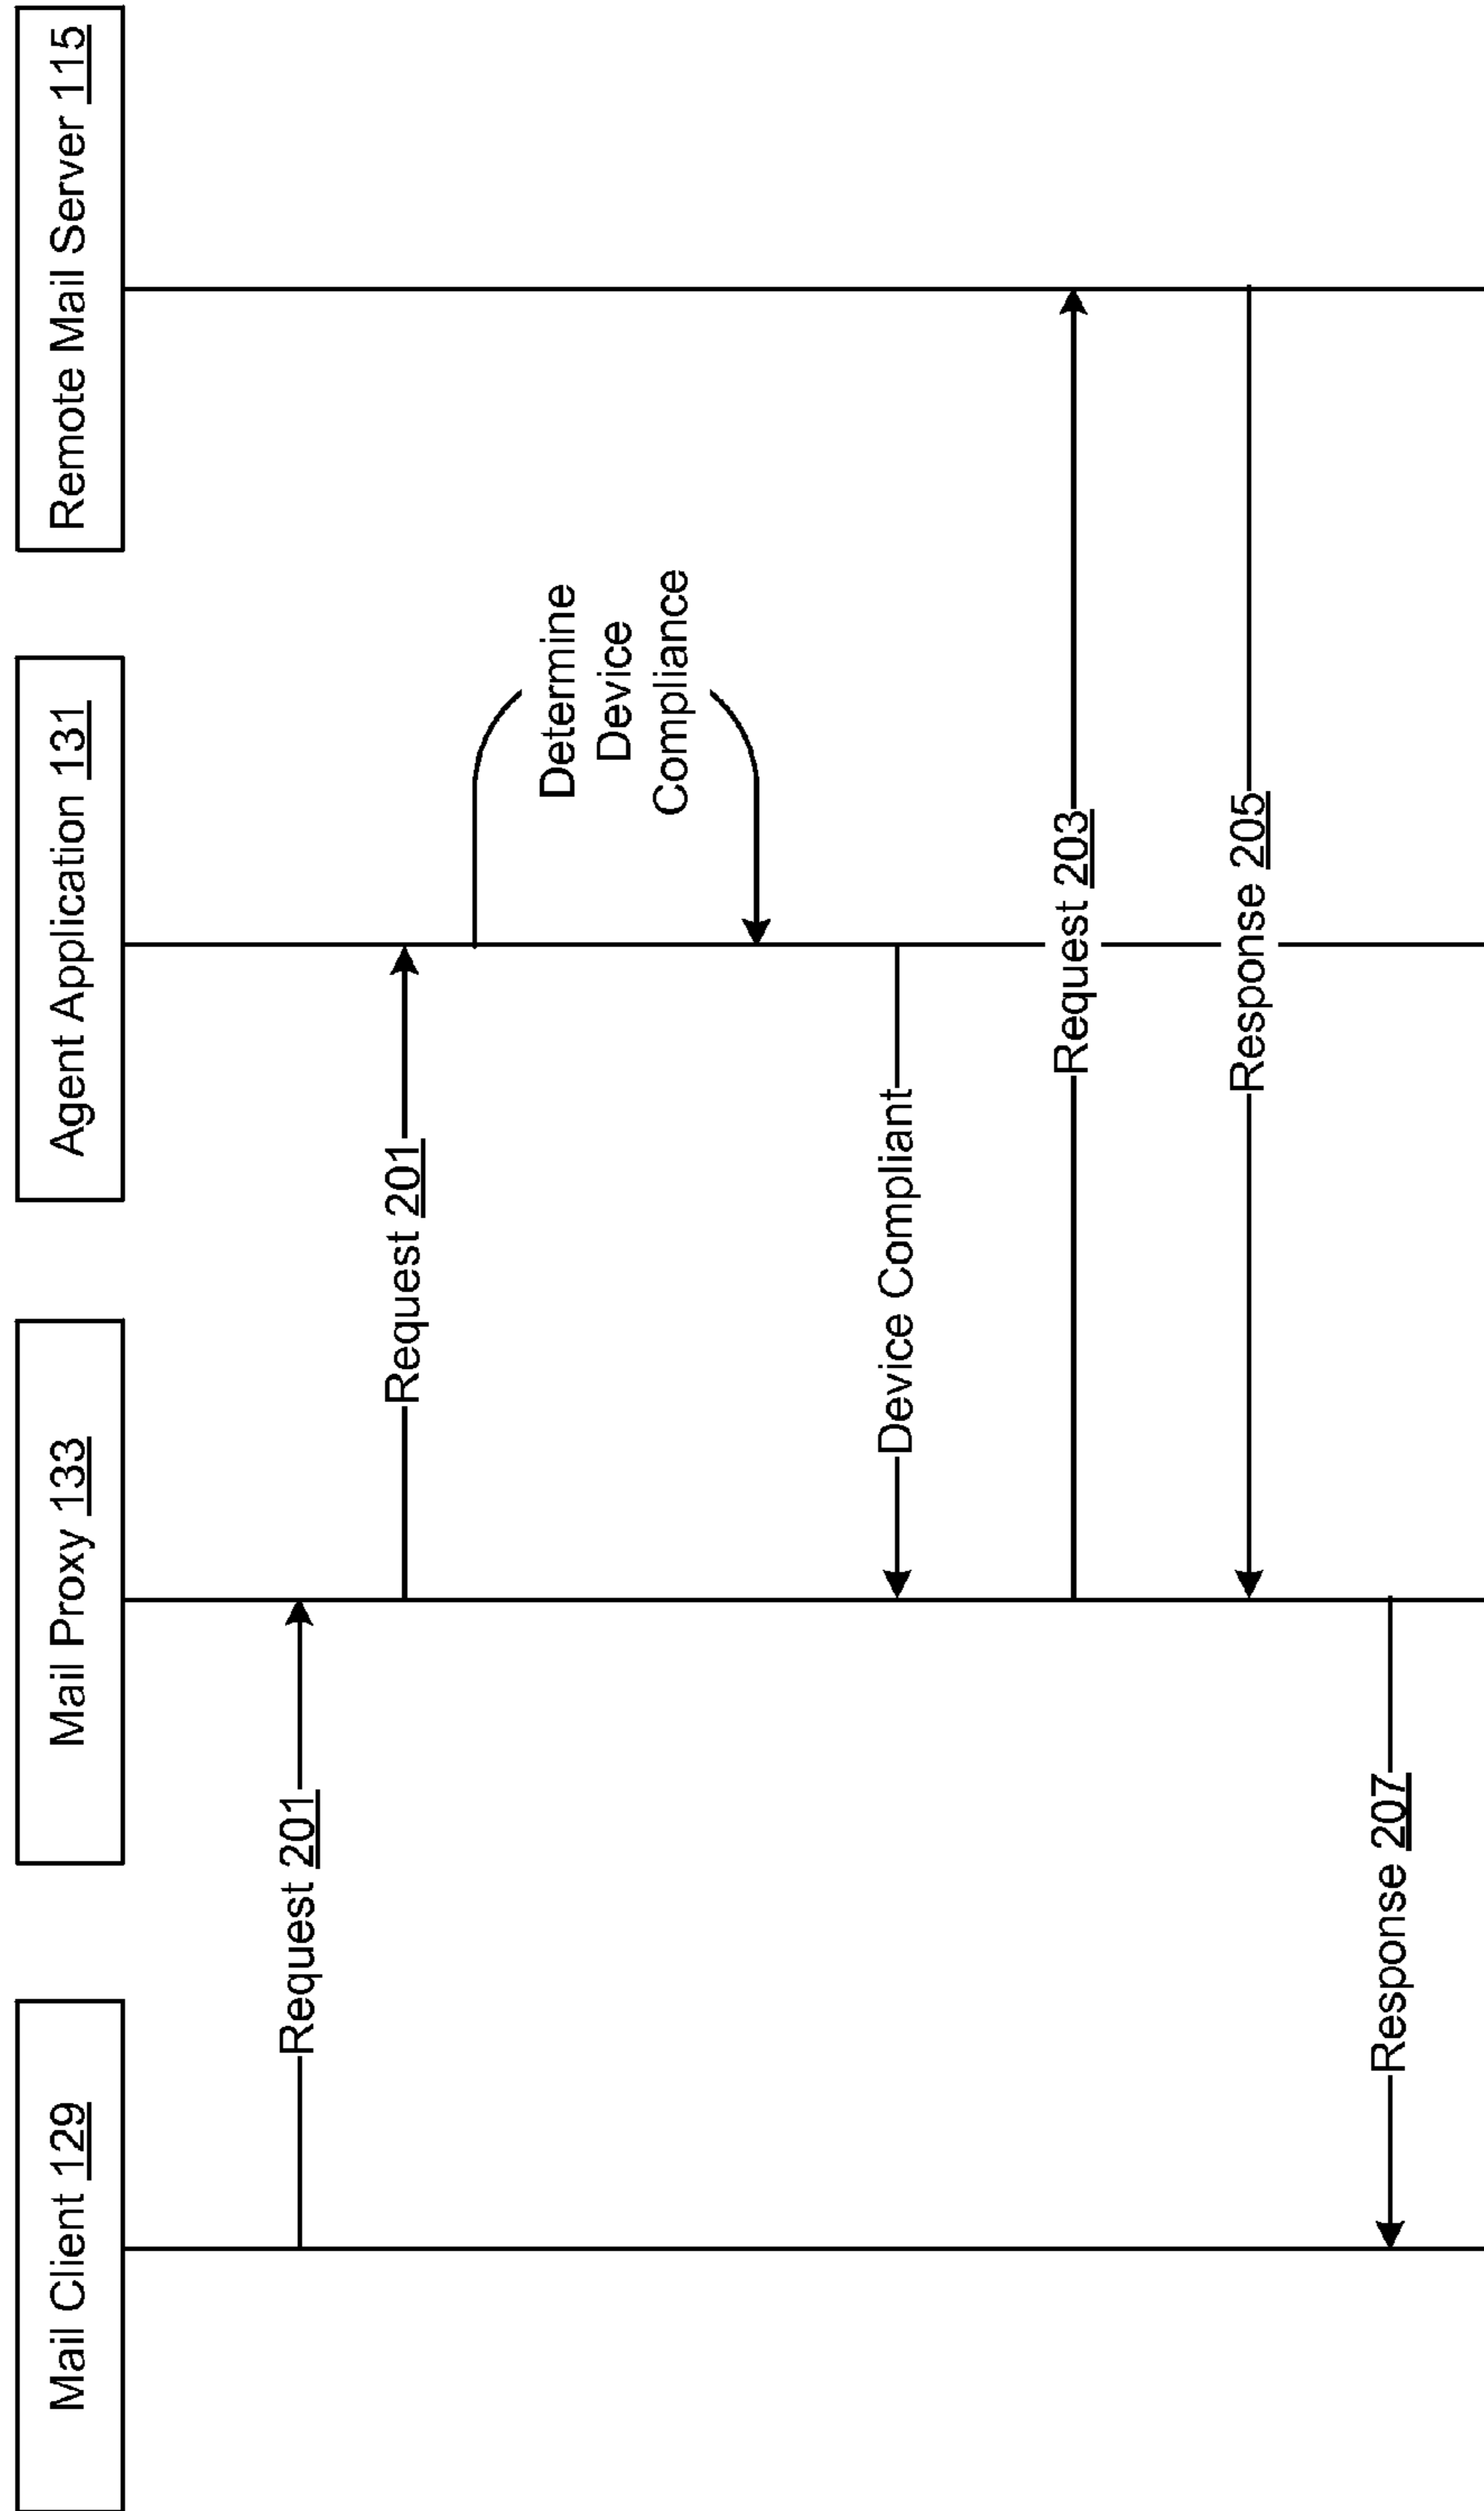 Mail Client 129
Mail Proxy 133
Agent Application 131
Remote Mail Server 115
Request 201
Request 201
Determine
Device
Compliance
Device Compliant
Request 203
Response 205
Response 207